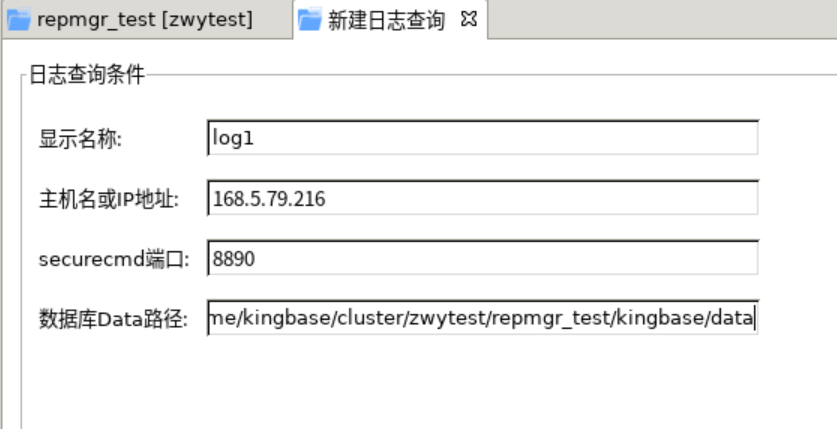 repmgr_test [zwytest]
新建日志查询
日志查询条件
显示名称: log1
主机名或IP地址: 168.5.79.216
securecmd端口: 8890
数据库Data路径: me/kingbase/cluster/zwytest/repmgr_test/kingbase/data